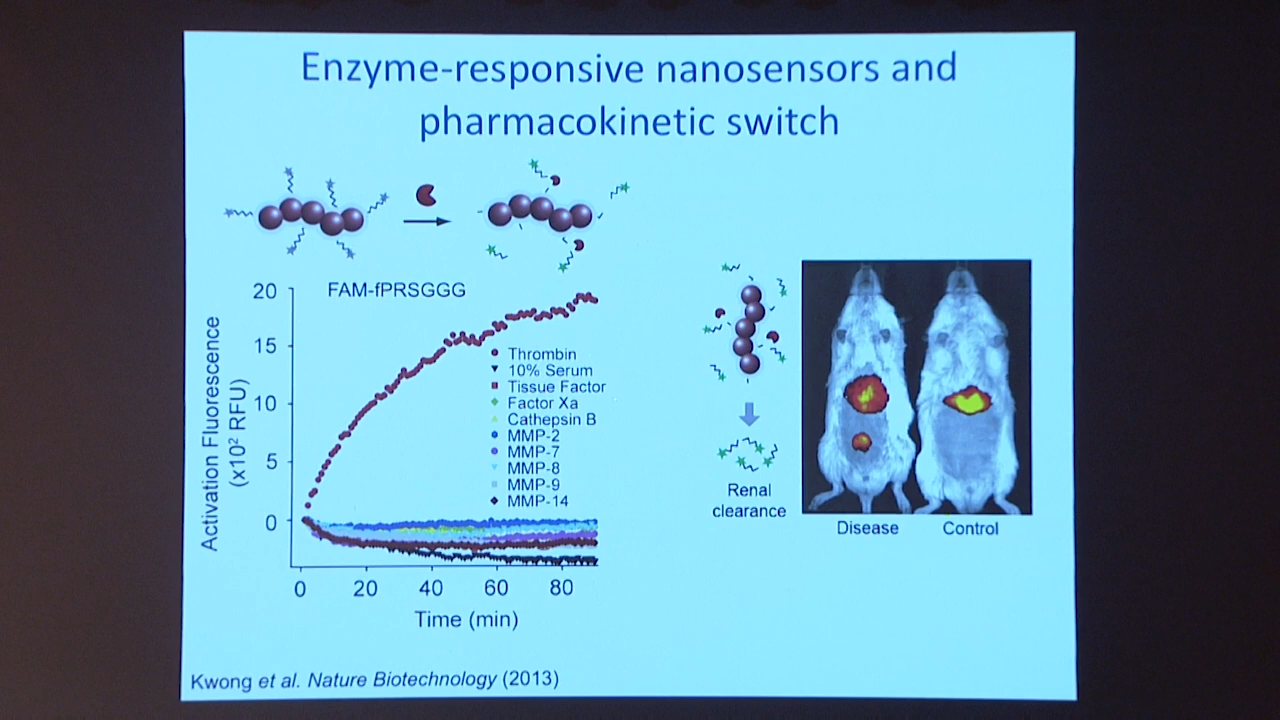 Enzyme-responsive nanosensors and
pharmacokinetic switch
FAM-fPRSGGG
Activation Fluorescence
(x10² RFU)
20
15
10
5
0
Thrombin
10% Serum
Tissue Factor
Factor Xa
Cathepsin B
MMP-2
MMP-7
MMP-8
MMP-9
MMP-14
0 20 40 60 80
Time (min)
Renal
clearance
Disease
Control
Kwong et al. Nature Biotechnology (2013)